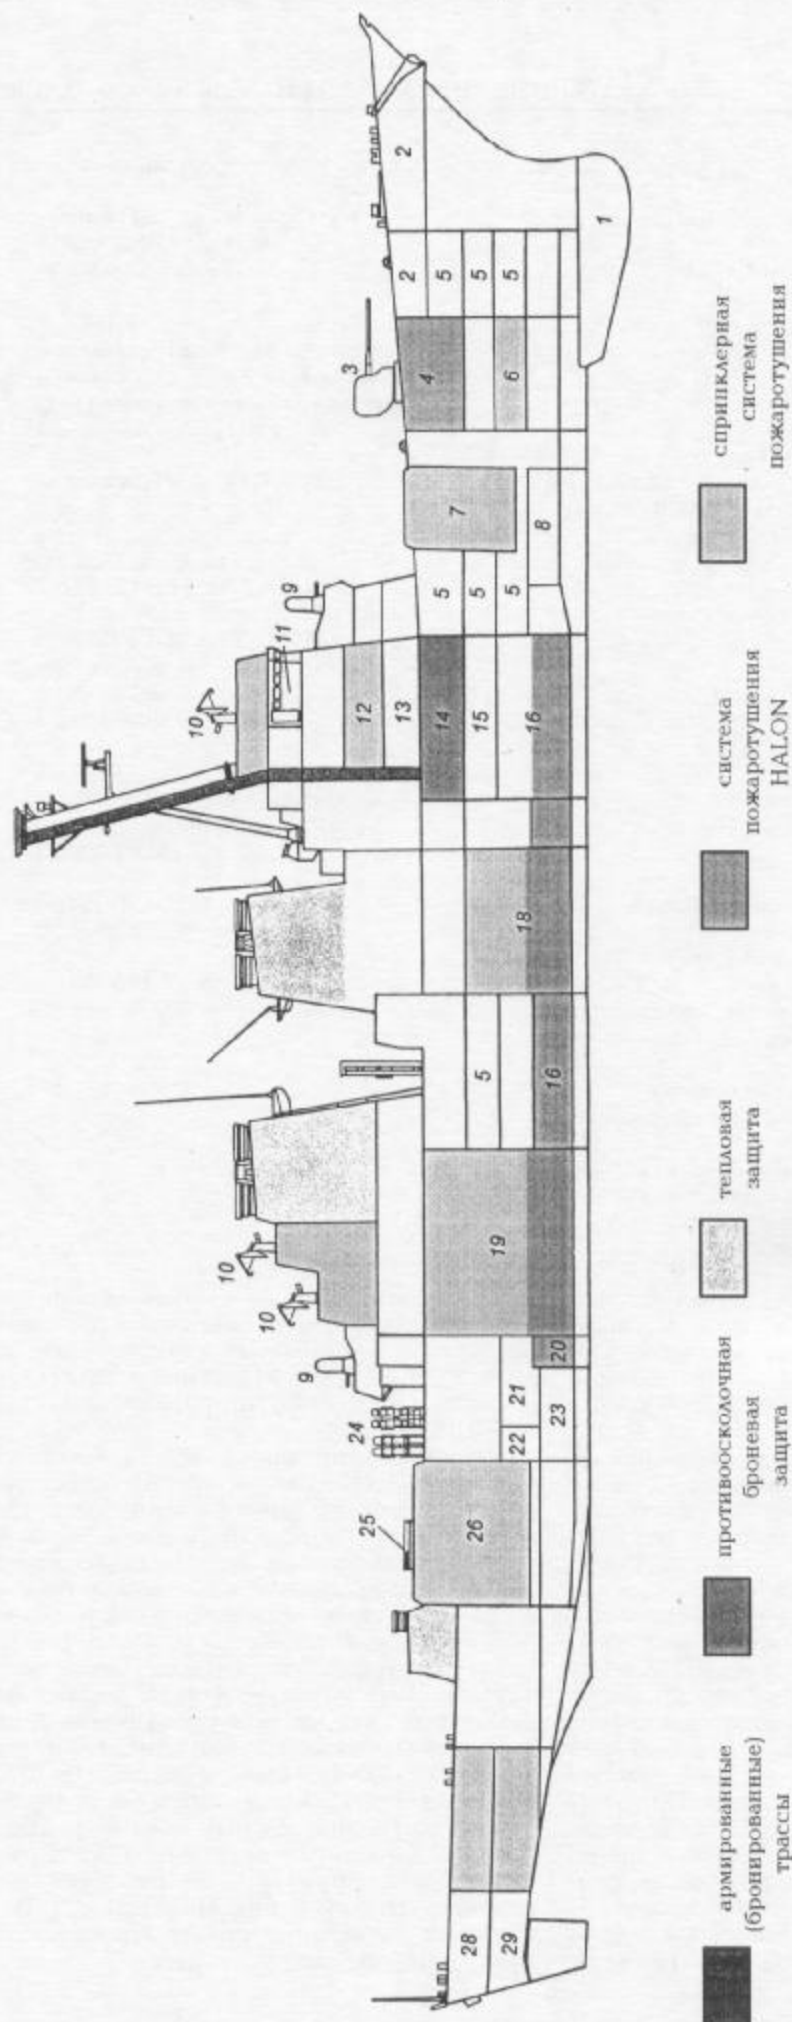 10
10
10
11
9
9
24
3
25
12
13
2
2
14
5
4
5
7
28
26
5
15
5
5
19
29
22
21
18
5
6
5
16
8
23
20
16
1
армированные
(бронированные)
трассы
противоосколочная
броневая
защита
тепловая
защита
система
пожаротушения
HALON
спринклерная
система
пожаротушения